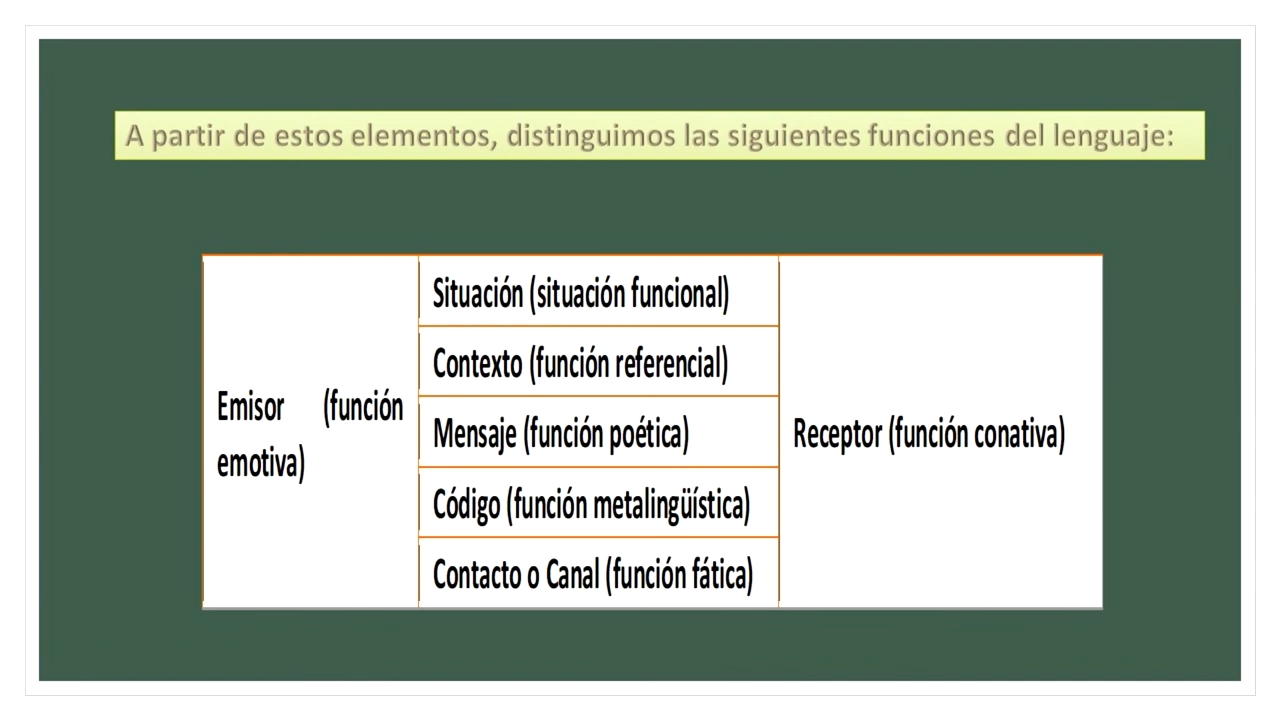 A partir de estos elementos, distinguimos las siguientes funciones del lenguaje:
Emisor (función
emotiva)
Situación (situación funcional)
Contexto (función referencial)
Mensaje (función poética)
Código (función metalingüística)
Contacto o Canal (función fática)
Receptor (función conativa)